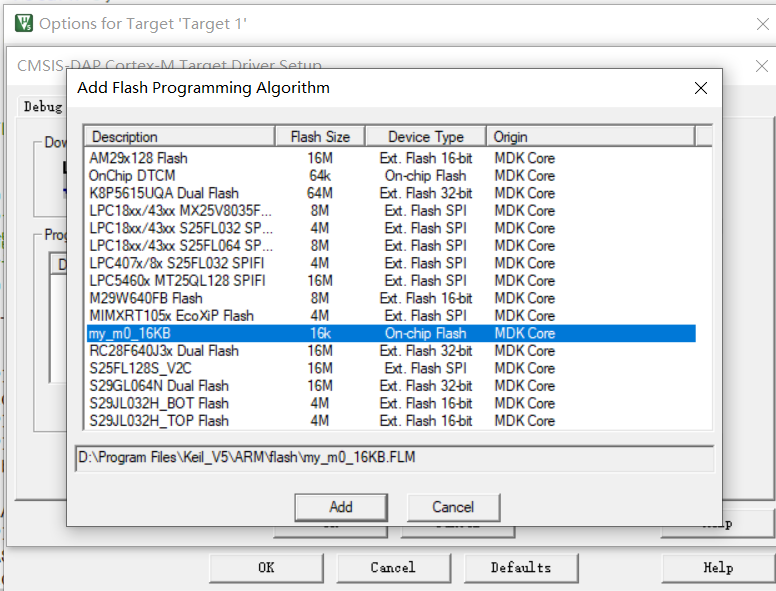 Options for Target 'Target 1'
CMSIS-DAP Cortex-M Target Driver Setup
Add Flash Programming Algorithm
Debug
Description Flash Size Device Type Origin
AM29x128 Flash 16M Ext. Flash 16-bit MDK Core
OnChip DTCM 64k On-chip Flash MDK Core
K8P5615UQA Dual Flash 64M Ext. Flash 32-bit MDK Core
LPC18xx/43xx MX25V8035F... 8M Ext. Flash SPI MDK Core
LPC18xx/43xx S25FL032 SP... 4M Ext. Flash SPI MDK Core
LPC18xx/43xx S25FL064 SP... 8M Ext. Flash SPI MDK Core
LPC407x/8x S25FL032 SPIFI 4M Ext. Flash SPI MDK Core
LPC5460x MT25QL128 SPIFI 16M Ext. Flash SPI MDK Core
M29W640FB Flash 8M Ext. Flash 16-bit MDK Core
MIMXRT105x EcoXiP Flash 4M Ext. Flash SPI MDK Core
my_m0_16KB 16k On-chip Flash MDK Core
RC28F640J3x Dual Flash 16M Ext. Flash 32-bit MDK Core
S25FL128S_V2C 16M Ext. Flash SPI MDK Core
S29GL064N Dual Flash 16M Ext. Flash 32-bit MDK Core
S29JL032H_BOT Flash 4M Ext. Flash 16-bit MDK Core
S29JL032H_TOP Flash 4M Ext. Flash 16-bit MDK Core
D:\Program Files\Keil_V5\ARM\flash\my_m0_16KB.FLM
Add Cancel
OK Cancel Defaults Help